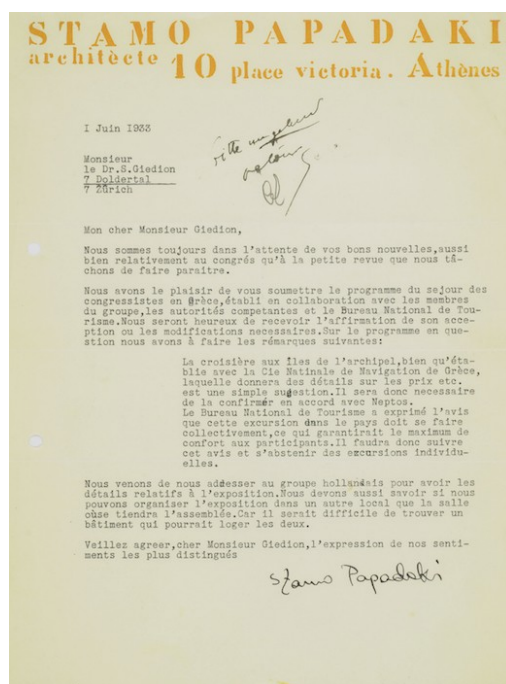 STAMO PAPADAKI
architècte 10 place victoria. Athènes
I Juin 1933
Monsieur
le Dr.S.Giedion
7 Doldertal
7 Zürich
Mon cher Monsieur Giedion,
Nous sommes toujours dans l'attente de vos bons nouvelles,aussi
bien relativement au congrés qu'à la petite revue que nous tâ-
chons de faire paraitre.
Nous avons le plaisir de vous soumettre le programme du sejour des
congressistes en Grèce,établi en collaboration avec les membres
du groupe,les autorités competantes et le Bureau National de Tou-
risme.Nous seront heureux de recevoir l'affirmation de son acce-
ption ou les modifications necessaires.Sur le programme en que-
stion nous avons à faire les rémarques suivantes:
La croisière aux îles de l'archipel,bien qu'éta-
blie avec la Cie Natinale de Navigation de Grèce,
laquelle donnera des détails sur les prix etc.
est une simple sugestion.Il sera donc necessaire
de la confirmér en accord avec Neptos.
Le Bureau National de Tourisme a exprimé l'avis
que cette excursion dans le pays doit se faire
collectivement,ce qui garantirait le maximum de
confort aux participants.Il faudra donc suivre
cet avis et s'abstenir des excursions individu-
elles.
Nous venons de nous adresser au groupe hollandais pour avoir les
détails relatifs à l'exposition.Nous devons aussi savoir si nous
pouvons organiser l'exposition dans un autre local que la salle
oùse tiendra l'assemblée.Car il serait difficile de trouver un
bâtiment qui pourrait loger les deux.
Veillez agreer,cher Monsieur Giedion,l'expression de nos senti-
ments les plus distingués
Stamo Papadaki